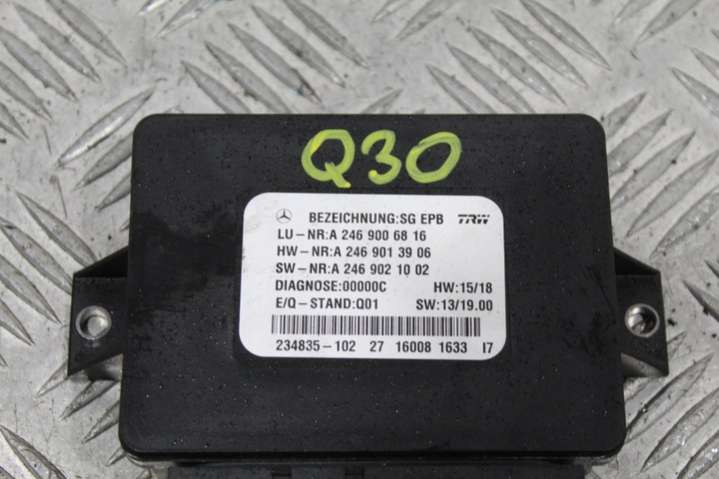 Q30
BEZEICHNUNG:SG EPB TRW
LU-NR:A 246 900 68 16
HW-NR:A 246 901 39 06
SW-NR:A 246 902 10 02
DIAGNOSE:00000C HW:15/18
E/Q-STAND:Q01 SW:13/19.00
234835-102 27 16008 1633 I7